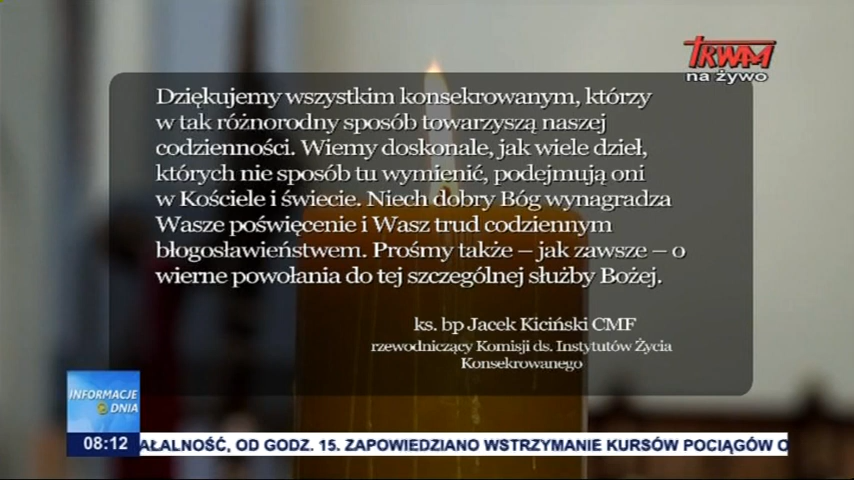 TRWAM
na żywo
Dziękujemy wszystkim konsekrowanym, którzy
w tak różnorodny sposób towarzyszą naszej
codzienności. Wiemy doskonale, jak wiele dzieł,
których nie sposób tu wymienić, podejmują oni
w Kościele i świecie. Niech dobry Bóg wynagradza
Wasze poświęcenie i Wasz trud codziennym
błogosławieństwem. Prośmy także – jak zawsze – o
wierne powołania do tej szczególnej służby Bożej.
ks. bp Jacek Kiciński CMF
rzewodniczący Komisji ds. Instytutów Życia
Konsekrowanego
INFORMACJE
DNIA
08:12 AŁALNOŚĆ, OD GODZ. 15. ZAPOWIEDZIANO WSTRZYMANIE KURSÓW POCIĄGÓW O